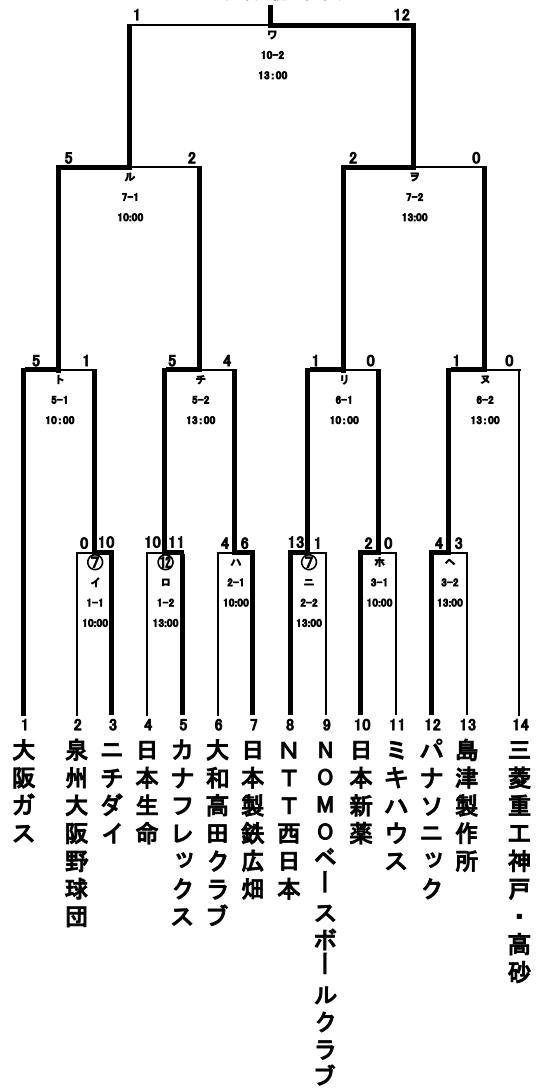 1 12
ワ
10-2
13:00
5 2 2 0
ル ヲ
7-1 7-2
10:00 13:00
5 1 5 4 1 0 1 0
ト チ リ ヌ
5-1 5-2 6-1 6-2
10:00 13:00 10:00 13:00
0 10 10 11 4 6 13 1 2 0 4 3
⑦ ⑫ ハ ⑦ ホ ヘ
イ ロ 2-1 ニ 3-1 3-2
1-1 1-2 10:00 2-2 10:00 13:00
10:00 13:00 13:00
1 2 3 4 5 6 7 8 9 10 11 12 13 14
大阪ガス
泉州大阪野球団
ニチダイ
日本生命
カナフレックス
大和高田クラブ
日本製鉄広畑
NTT西日本
NOMOベースボールクラブ
日本新薬
ミキハウス
パナソニック
島津製作所
三菱重工神戸・高砂